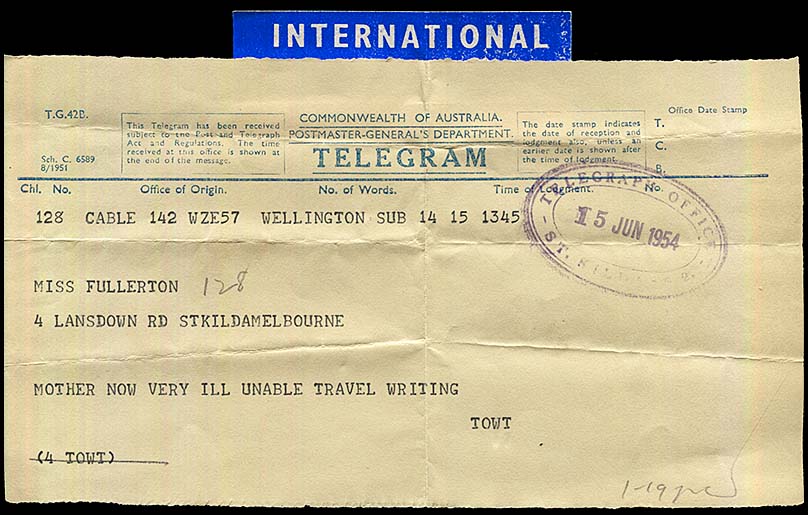 INTERNATIONAL
T.G.42B.
This Telegram has been received
subject to the Post and Telegraph
Act and Regulations. The time
received at this office is shown at
the end of the message.
Sch. C. 6589
8/1951
COMMONWEALTH OF AUSTRALIA.
POSTMASTER-GENERAL'S DEPARTMENT.
TELEGRAM
The date stamp indicates
the date of reception and
lodgment also, unless an
earlier date is shown after
the time of lodgment.
Office Date Stamp
T.
C.
B.
Chl. No. Office of Origin. No. of Words. Time of Lodgment. No.
128 CABLE 142 WZE57 WELLINGTON SUB 14 15 1345
TELEGRAPH OFFICE
15 JUN 1954
MISS FULLERTON 128
4 LANSDOWN RD STKILDAMELBOURNE
MOTHER NOW VERY ILL UNABLE TRAVEL WRITING
TOWT
(4 TOWT)